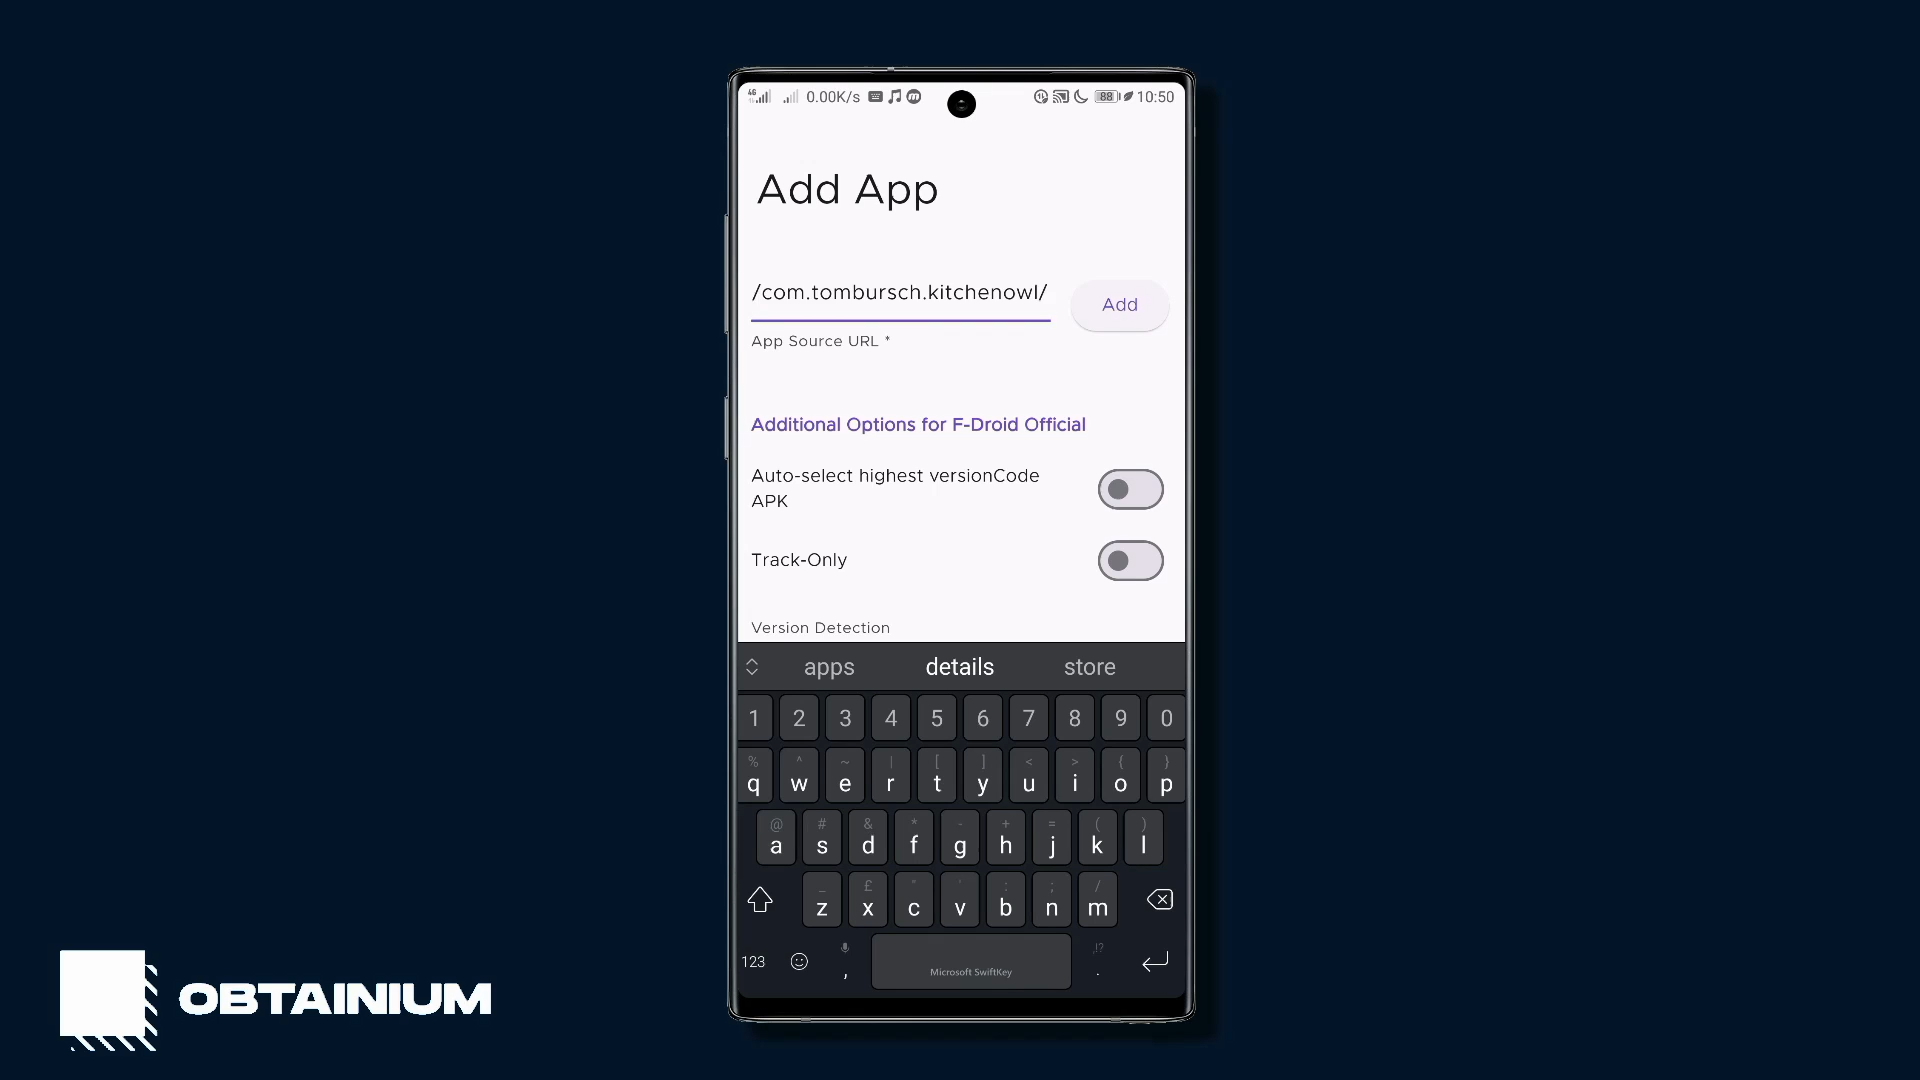 4G 0.00K/s 88 10:50
Add App
/com.tombursch.kitchenowl/
Add
App Source URL *
Additional Options for F-Droid Official
Auto-select highest versionCode
APK
Track-Only
Version Detection
apps details store
1 2 3 4 5 6 7 8 9 0
% ^ ~ | [ ] < > { }
q w e r t y u i o p
@ # & * - + = ( )
a s d f g h j k l
_ £ " ' : ; /
z x c v b n m
123 , Microsoft SwiftKey !? .
OBTAINIUM